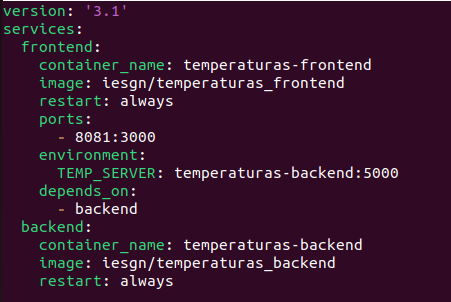 version: '3.1'
services:
  frontend:
    container_name: temperaturas-frontend
    image: iesgn/temperaturas_frontend
    restart: always
    ports:
      - 8081:3000
    environment:
      TEMP_SERVER: temperaturas-backend:5000
    depends_on:
      - backend
  backend:
    container_name: temperaturas-backend
    image: iesgn/temperaturas_backend
    restart: always